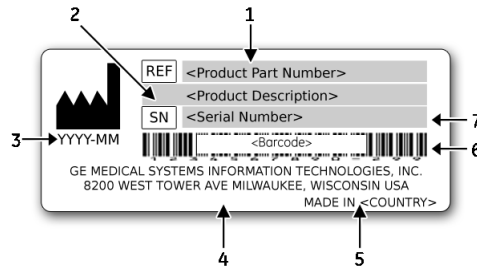 1
2
REF <Product Part Number>
<Product Description>
SN <Serial Number>
7
3 YYYY-MM
<Barcode>
6
GE MEDICAL SYSTEMS INFORMATION TECHNOLOGIES, INC.
8200 WEST TOWER AVE MILWAUKEE, WISCONSIN USA
MADE IN <COUNTRY>
4
5